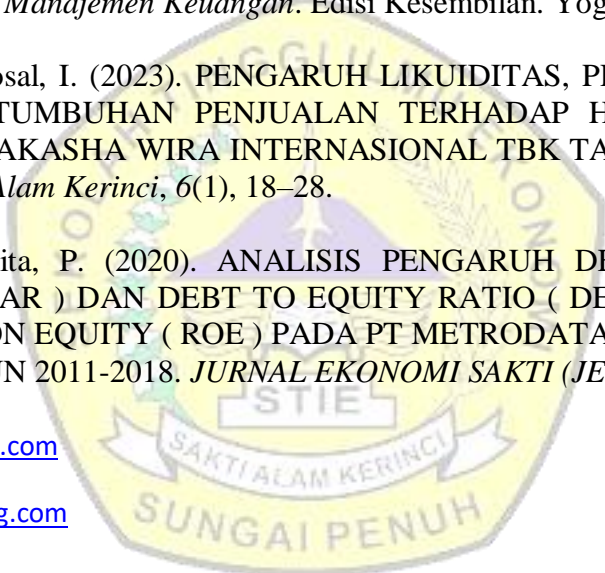 Manajemen Keuangan. Edisi Kesembilan. Yog
osal, I. (2023). PENGARUH LIKUIDITAS, PE
TUMBUHAN PENJUALAN TERHADAP H
AKASHA WIRA INTERNASIONAL TBK TA
Alam Kerinci, 6(1), 18–28.
ita, P. (2020). ANALISIS PENGARUH DE
AR ) DAN DEBT TO EQUITY RATIO ( DE
ON EQUITY ( ROE ) PADA PT METRODATA
UN 2011-2018. JURNAL EKONOMI SAKTI (JE
.com
g.com
STIE
SAKTI ALAM KERINCI
SUNGAI PENUH